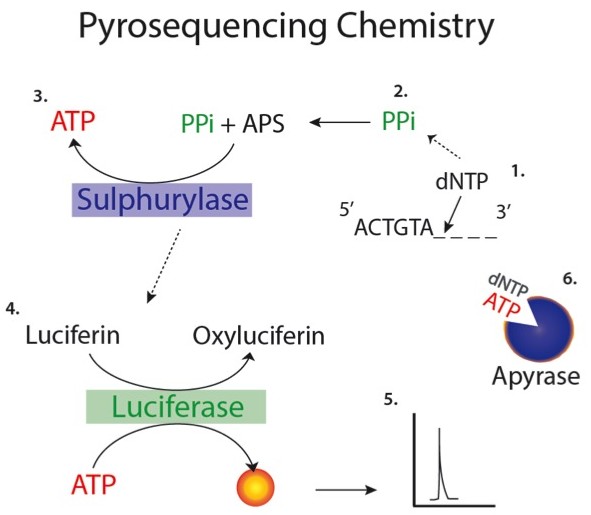 Pyrosequencing Chemistry
3.
ATP
PPi + APS
2.
PPi
Sulphurylase
dNTP
1.
5’
ACTGTA_ _ _ _
3’
4.
Luciferin
Oxyluciferin
Luciferase
ATP
5.
6.
dNTP
ATP
Apyrase